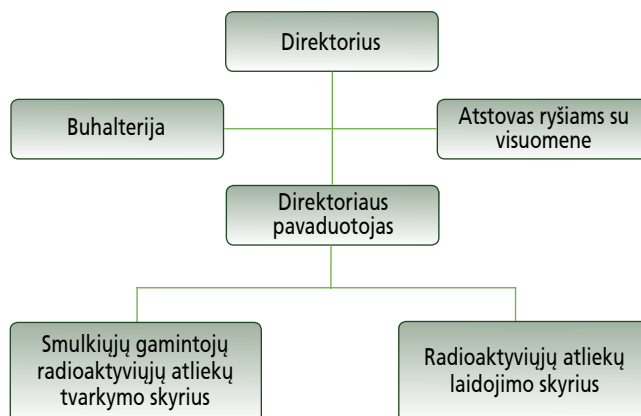 Direktorius
Buhalterija
Atstovas ryšiams su
visuomene
Direktoriaus
pavaduotojas
Smulkiųjų gamintojų
radioaktyviųjų atliekų
tvarkymo skyrius
Radioaktyviųjų atliekų
laidojimo skyrius